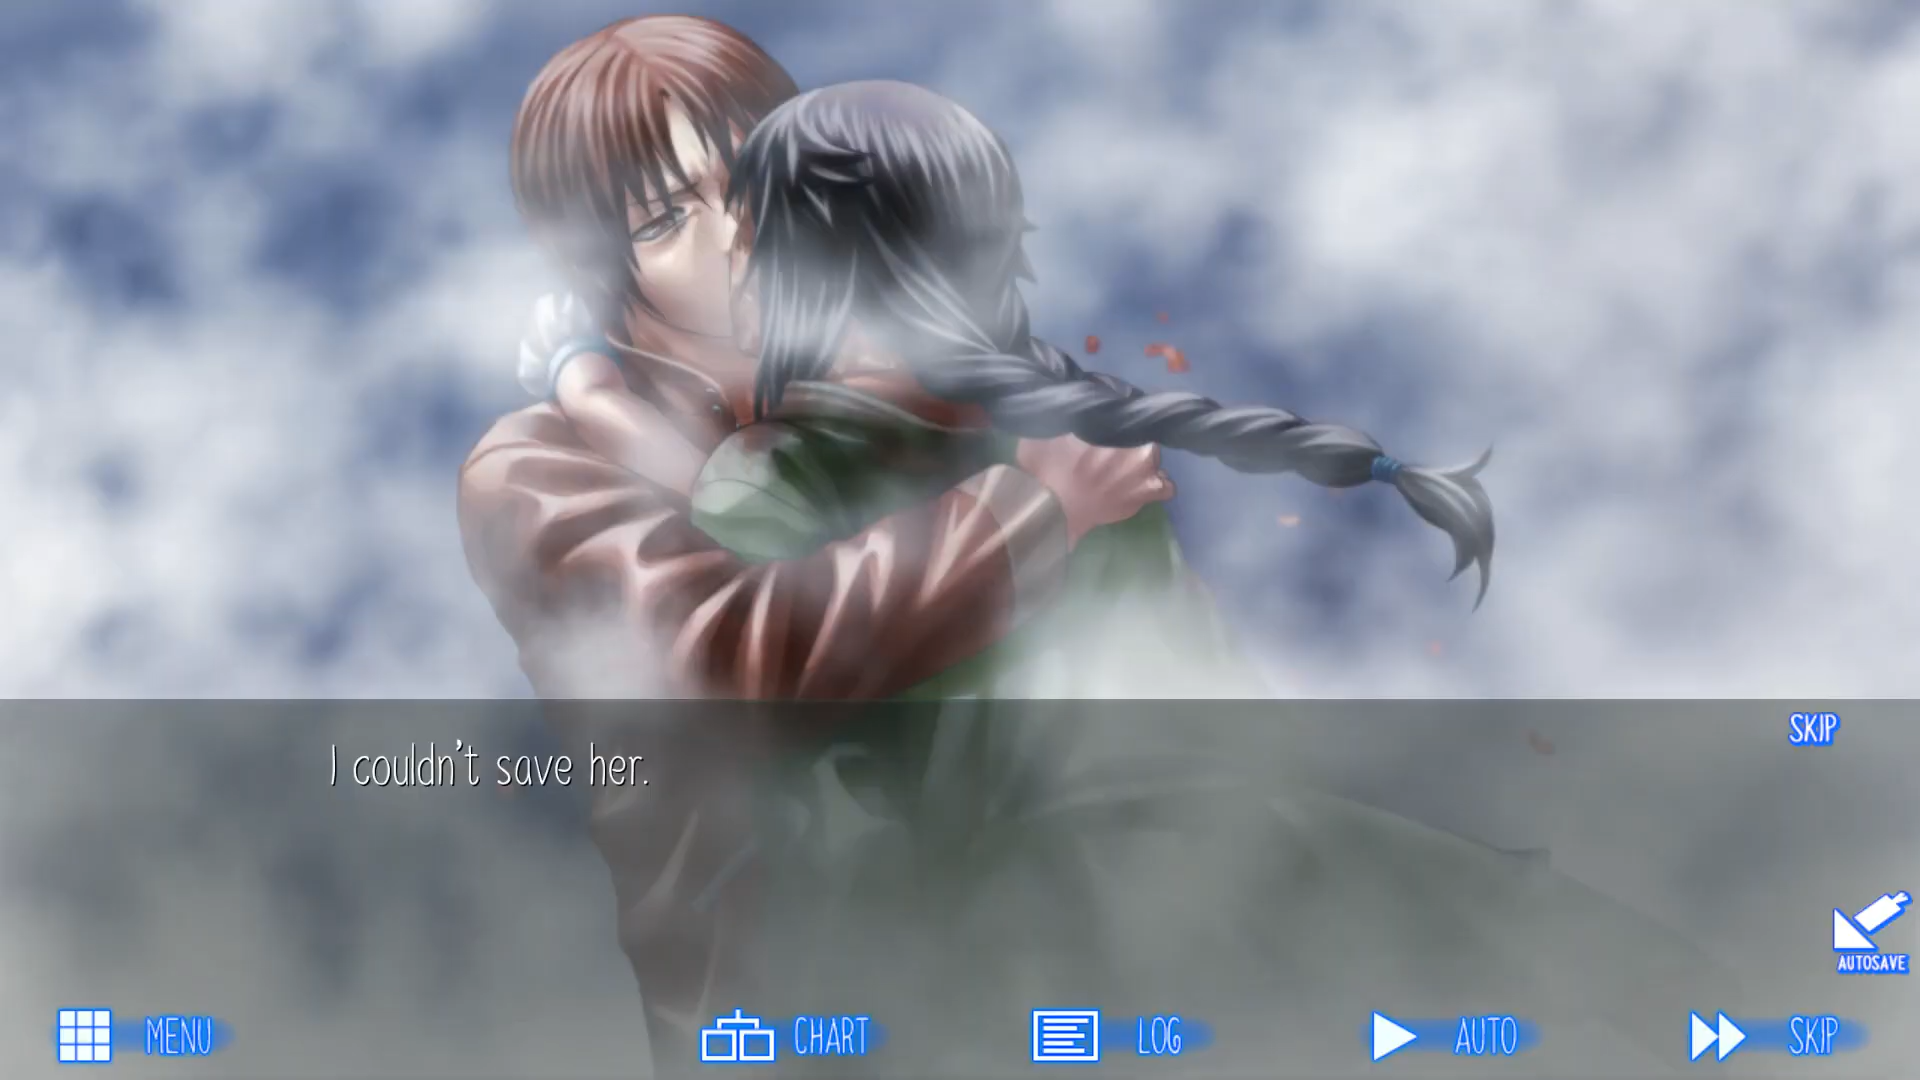 I couldn't save her.
SKIP
AUTOSAVE
MENU
CHART
LOG
AUTO
SKIP